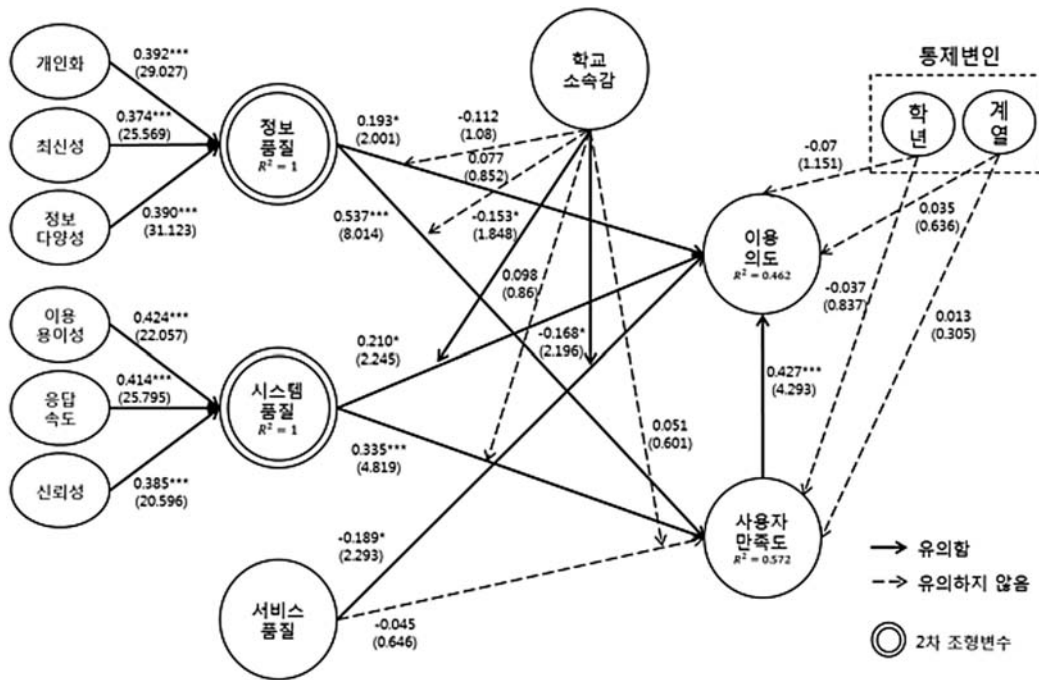 개인화
최신성
정보
다양성
0.392***
(29.027)
0.374***
(25.569)
0.390***
(31.123)
정보
품질
R² = 1
이용
용이성
응답
속도
신뢰성
0.424***
(22.057)
0.414***
(25.795)
0.385***
(20.596)
시스템
품질
R² = 1
서비스
품질
학교
소속감
0.193*
(2.001)
-0.112
(1.08)
0.077
(0.852)
0.537***
(8.014)
-0.153*
(1.848)
0.098
(0.86)
0.210*
(2.245)
-0.168*
(2.196)
0.335***
(4.819)
0.051
(0.601)
-0.189*
(2.293)
-0.045
(0.646)
통제변인
학
년
계
열
-0.07
(1.151)
0.035
(0.636)
이용
의도
R² = 0.462
-0.037
(0.837)
0.013
(0.305)
0.427***
(4.293)
사용자
만족도
R² = 0.572
유의함
유의하지 않음
2차 조형변수